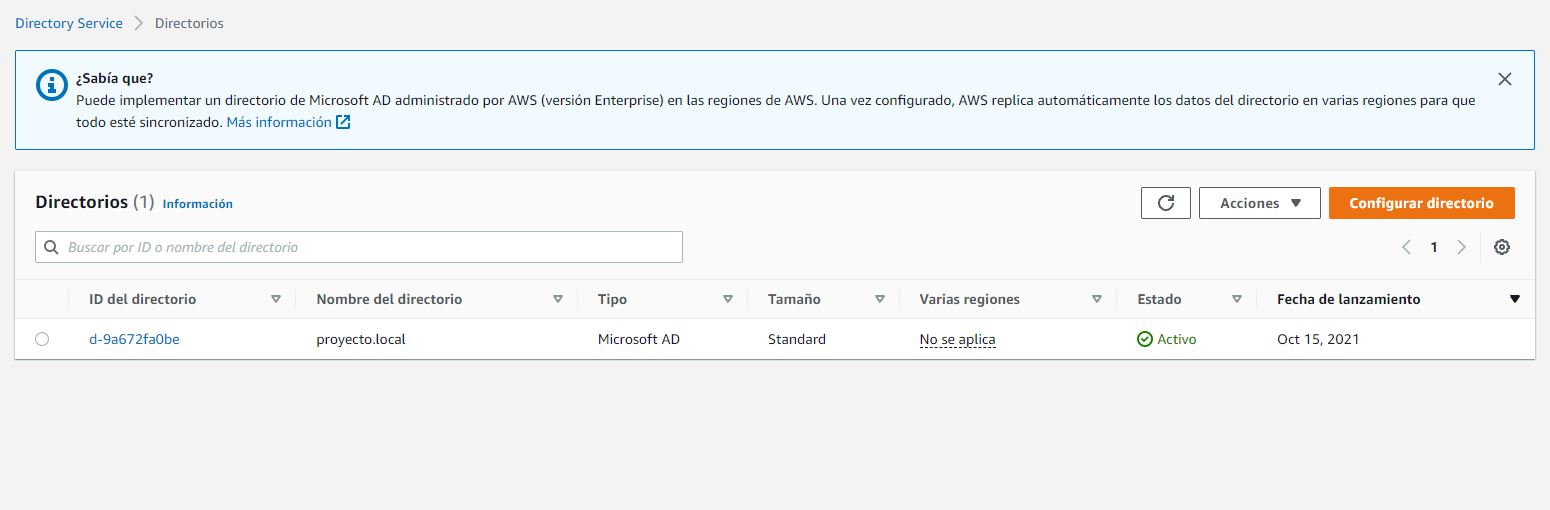 Directory Service > Directorios
¿Sabía que?
Puede implementar un directorio de Microsoft AD administrado por AWS (versión Enterprise) en las regiones de AWS. Una vez configurado, AWS replica automáticamente los datos del directorio en varias regiones para que
todo esté sincronizado. Más información
Directorios (1) Información
Acciones Configurar directorio
Buscar por ID o nombre del directorio
1
ID del directorio Nombre del directorio Tipo Tamaño Varias regiones Estado Fecha de lanzamiento
d-9a672fa0be proyecto.local Microsoft AD Standard No se aplica Activo Oct 15, 2021